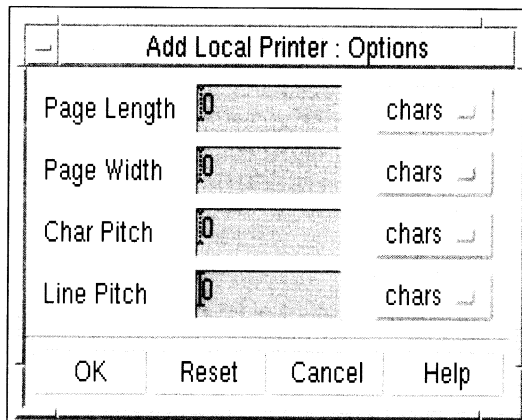 Add Local Printer : Options
Page Length 0 chars
Page Width 0 chars
Char Pitch 0 chars
Line Pitch 0 chars
OK Reset Cancel Help